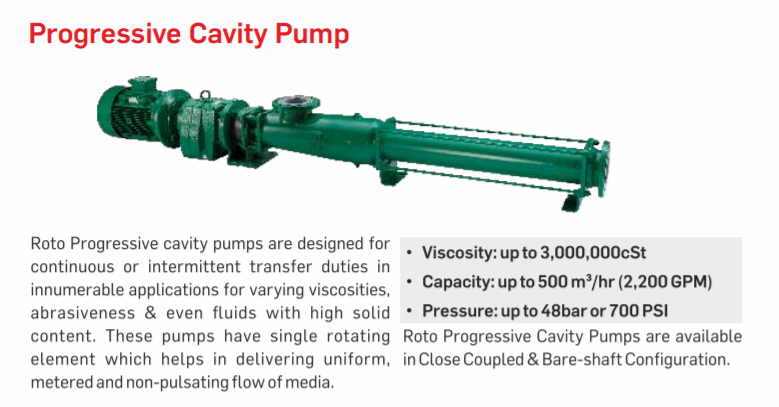 Progressive Cavity Pump
Roto Progressive cavity pumps are designed for
continuous or intermittent transfer duties in
innumerable applications for varying viscosities,
abrasiveness & even fluids with high solid
content. These pumps have single rotating
element which helps in delivering uniform,
metered and non-pulsating flow of media.
• Viscosity: up to 3,000,000cSt
• Capacity: up to 500 m³/hr (2,200 GPM)
• Pressure: up to 48bar or 700 PSI
Roto Progressive Cavity Pumps are available
in Close Coupled & Bare-shaft Configuration.